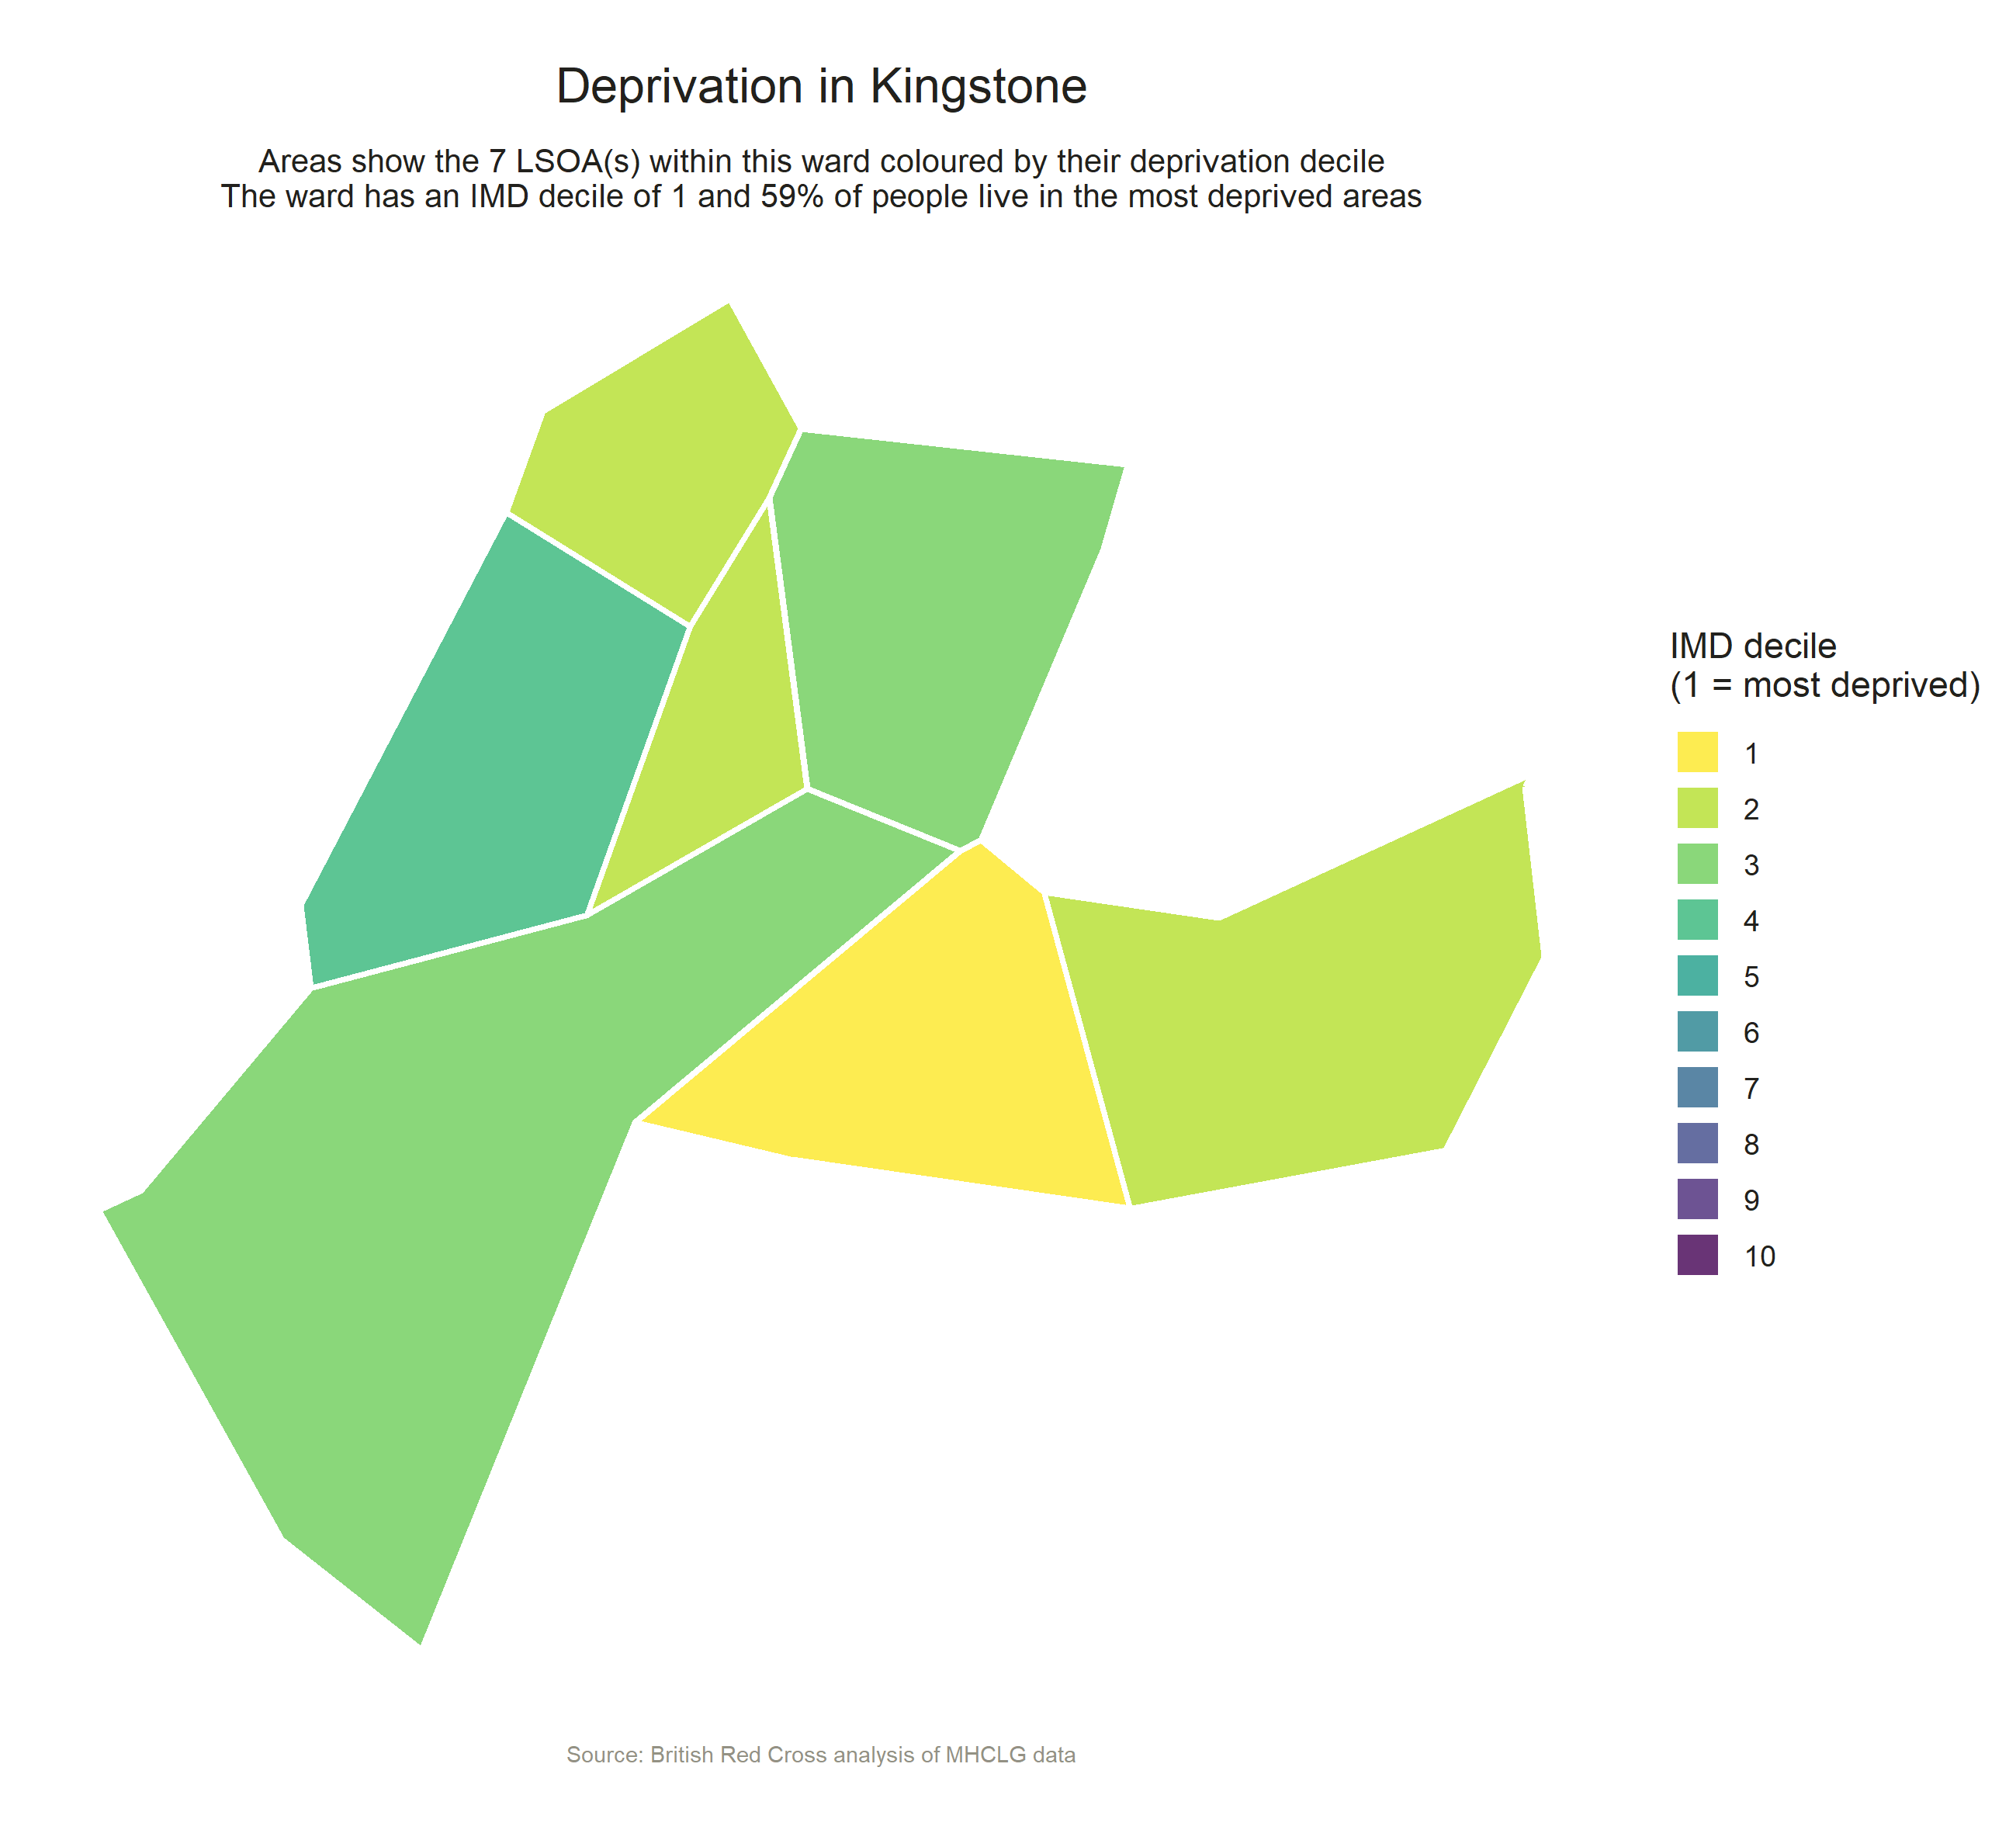 Deprivation in Kingstone
Areas show the 7 LSOA(s) within this ward coloured by their deprivation decile
The ward has an IMD decile of 1 and 59% of people live in the most deprived areas
IMD decile
(1 = most deprived)
1
2
3
4
5
6
7
8
9
10
Source: British Red Cross analysis of MHCLG data